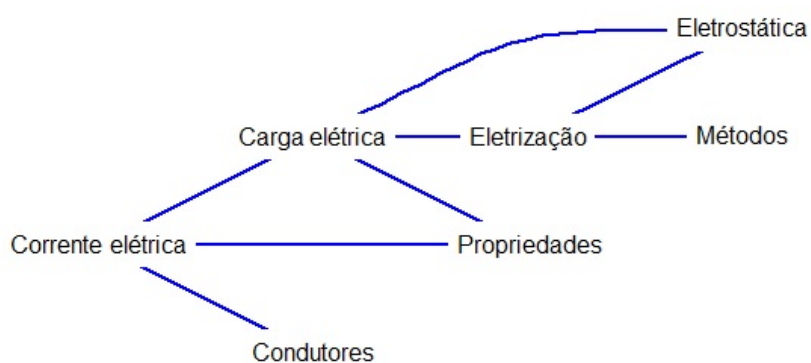 Eletrostática
Carga elétrica
Eletrização
Métodos
Corrente elétrica
Propriedades
Condutores